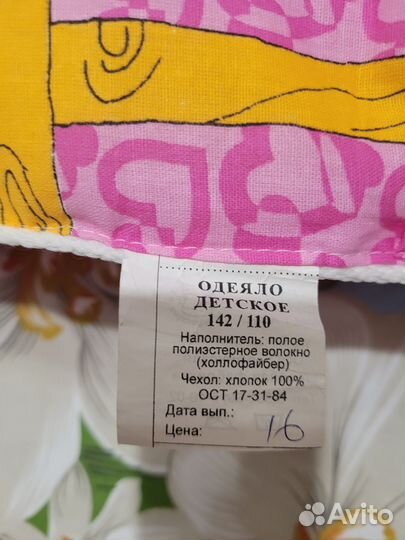 ОДЕЯЛО
ДЕТСКОЕ
142 / 110
Наполнитель: полое
полиэстерное волокно
(холлофайбер)
Чехол: хлопок 100%
ОСТ 17-31-84
Дата вып.:
Цена: 16
Avito